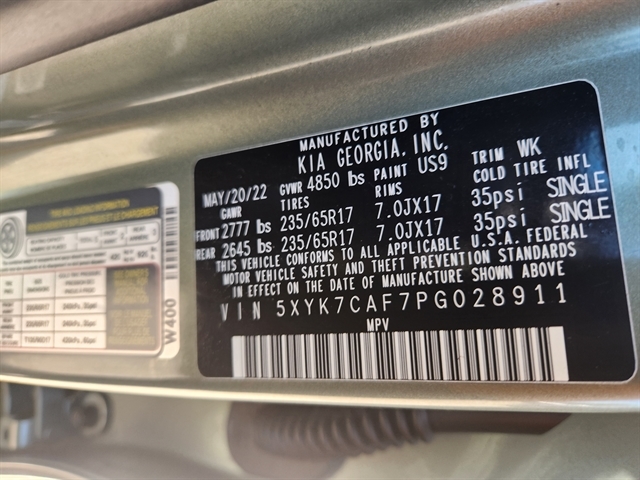 MANUFACTURED BY
KIA GEORGIA, INC.
MAY/20/22 GVWR 4850 lbs PAINT US9 TRIM WK
GAWR TIRES RIMS COLD TIRE INFL
FRONT 2777 lbs 235/65R17 7.0JX17 35psi SINGLE
REAR 2645 lbs 235/65R17 7.0JX17 35psi SINGLE
THIS VEHICLE CONFORMS TO ALL APPLICABLE U.S.A. FEDERAL
MOTOR VEHICLE SAFETY AND THEFT PREVENTION STANDARDS
IN EFFECT ON THE DATE OF MANUFACTURE SHOWN ABOVE
VIN 5XYK7CAF7PG028911
MPV
W400